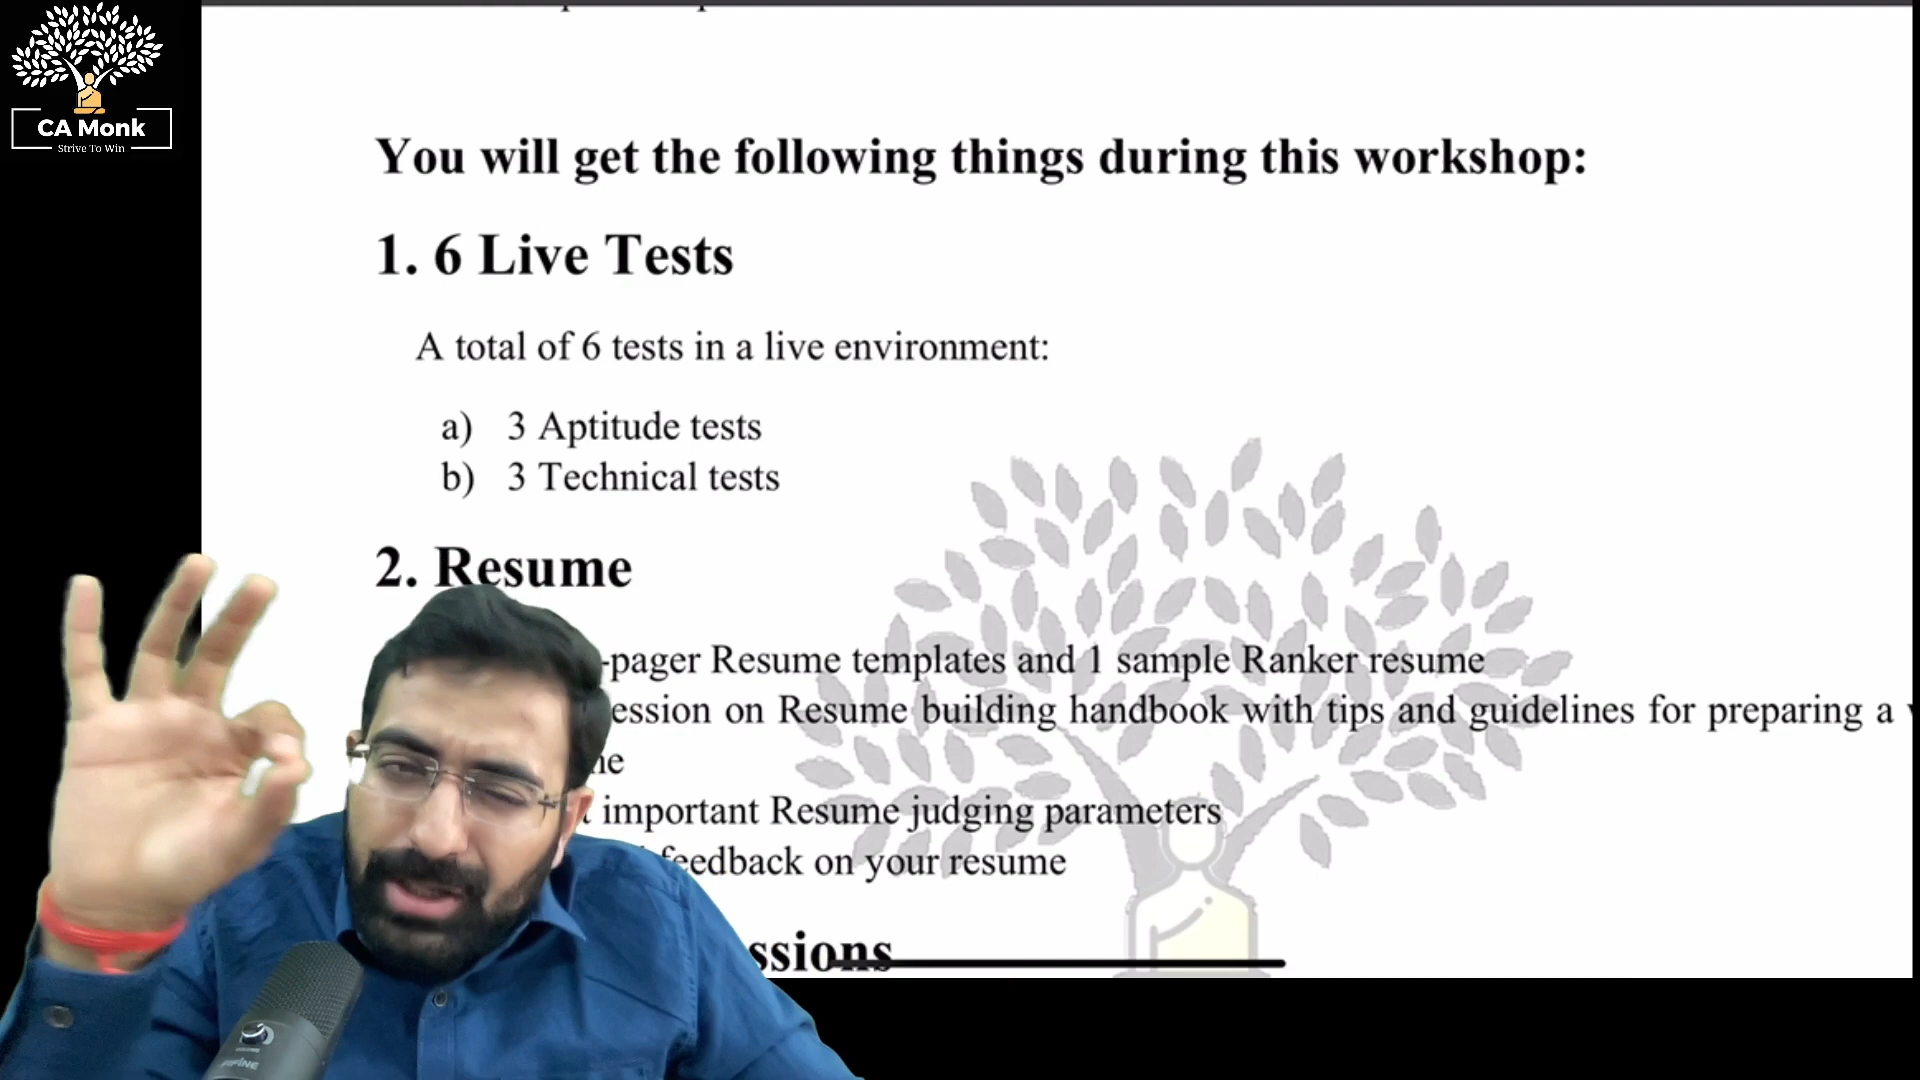 CA Monk
Strive To Win
You will get the following things during this workshop:
1. 6 Live Tests
A total of 6 tests in a live environment:
a) 3 Aptitude tests
b) 3 Technical tests
2. Resume
-pager Resume templates and 1 sample Ranker resume
ession on Resume building handbook with tips and guidelines for preparing a
important Resume judging parameters
feedback on your resume
ssions
FIFINE